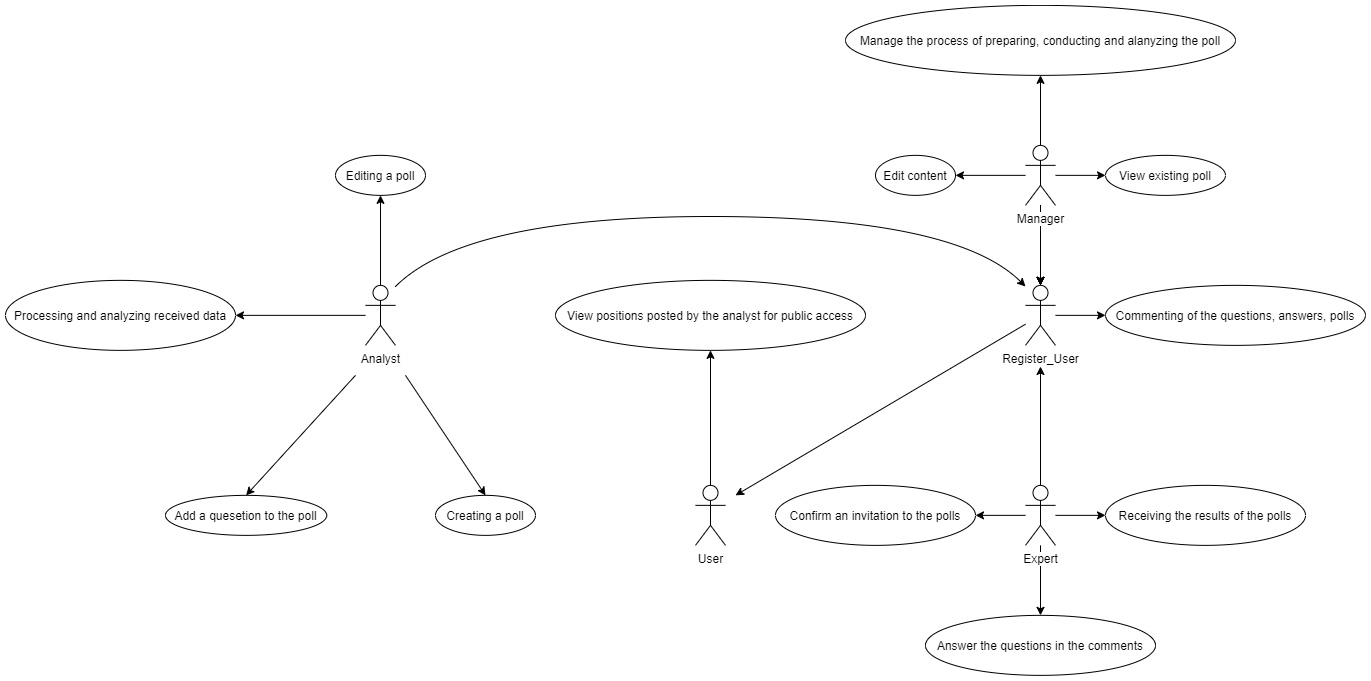 Manage the process of preparing, conducting and alanyzing the poll
Editing a poll
Edit content
View existing poll
Manager
Processing and analyzing received data
View positions posted by the analyst for public access
Commenting of the questions, answers, polls
Analyst
Register_User
Add a quesetion to the poll
Creating a poll
Confirm an invitation to the polls
Receiving the results of the polls
User
Expert
Answer the questions in the comments